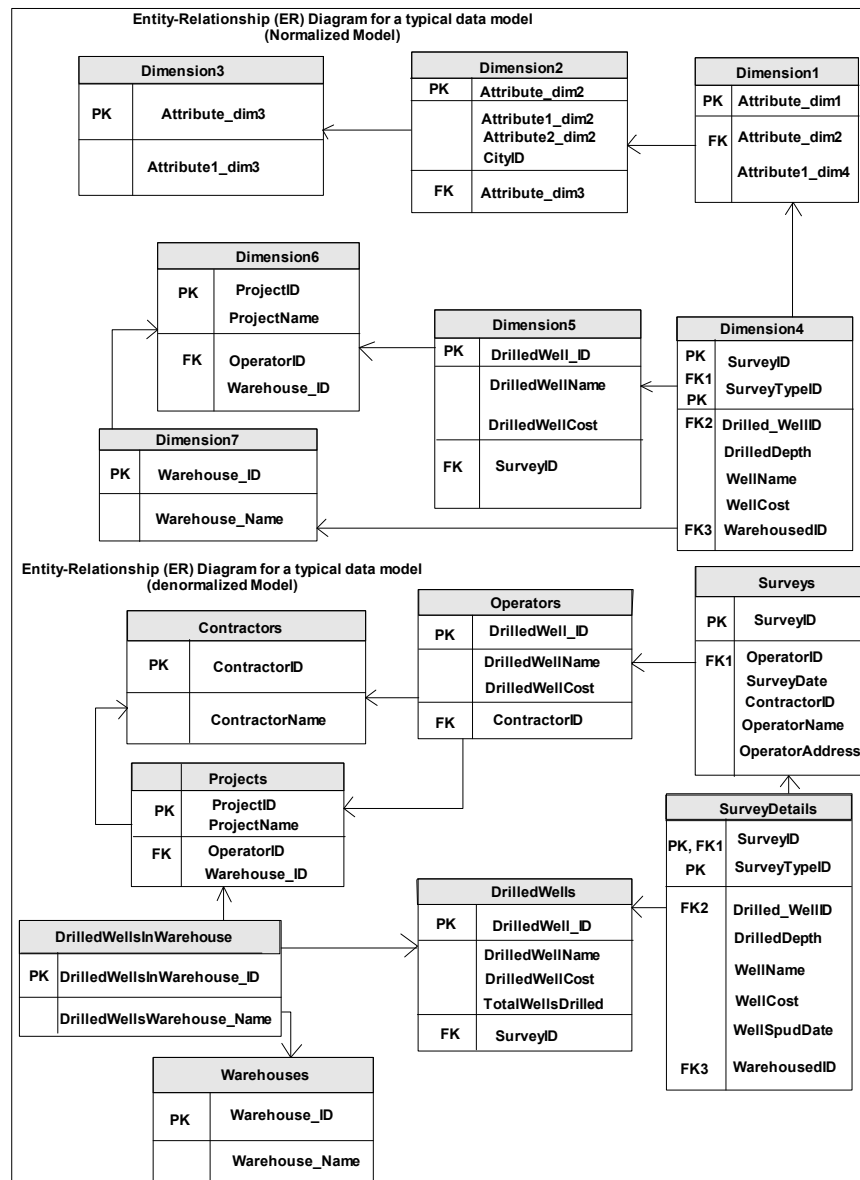 Entity-Relationship (ER) Diagram for a typical data model
(Normalized Model)
Dimension3
PK Attribute_dim3
Attribute1_dim3
Dimension2
PK Attribute_dim2
Attribute1_dim2
Attribute2_dim2
CityID
FK Attribute_dim3
Dimension1
PK Attribute_dim1
FK Attribute_dim2
Attribute1_dim4
Dimension6
PK ProjectID
ProjectName
FK OperatorID
Warehouse_ID
Dimension5
PK DrilledWell_ID
DrilledWellName
DrilledWellCost
FK SurveyID
Dimension4
PK SurveyID
FK1 SurveyTypeID
PK
FK2 Drilled_WellID
DrilledDepth
WellName
WellCost
FK3 WarehousedID
Dimension7
PK Warehouse_ID
Warehouse_Name
Entity-Relationship (ER) Diagram for a typical data model
(denormalized Model)
Contractors
PK ContractorID
ContractorName
Operators
PK DrilledWell_ID
DrilledWellName
DrilledWellCost
FK ContractorID
Surveys
PK SurveyID
FK1 OperatorID
SurveyDate
ContractorID
OperatorName
OperatorAddress
Projects
PK ProjectID
ProjectName
FK OperatorID
Warehouse_ID
SurveyDetails
PK, FK1 SurveyID
PK SurveyTypeID
FK2 Drilled_WellID
DrilledDepth
WellName
WellCost
WellSpudDate
FK3 WarehousedID
DrilledWells
PK DrilledWell_ID
DrilledWellName
DrilledWellCost
TotalWellsDrilled
FK SurveyID
DrilledWellsInWarehouse
PK DrilledWellsInWarehouse_ID
DrilledWellsWarehouse_Name
Warehouses
PK Warehouse_ID
Warehouse_Name